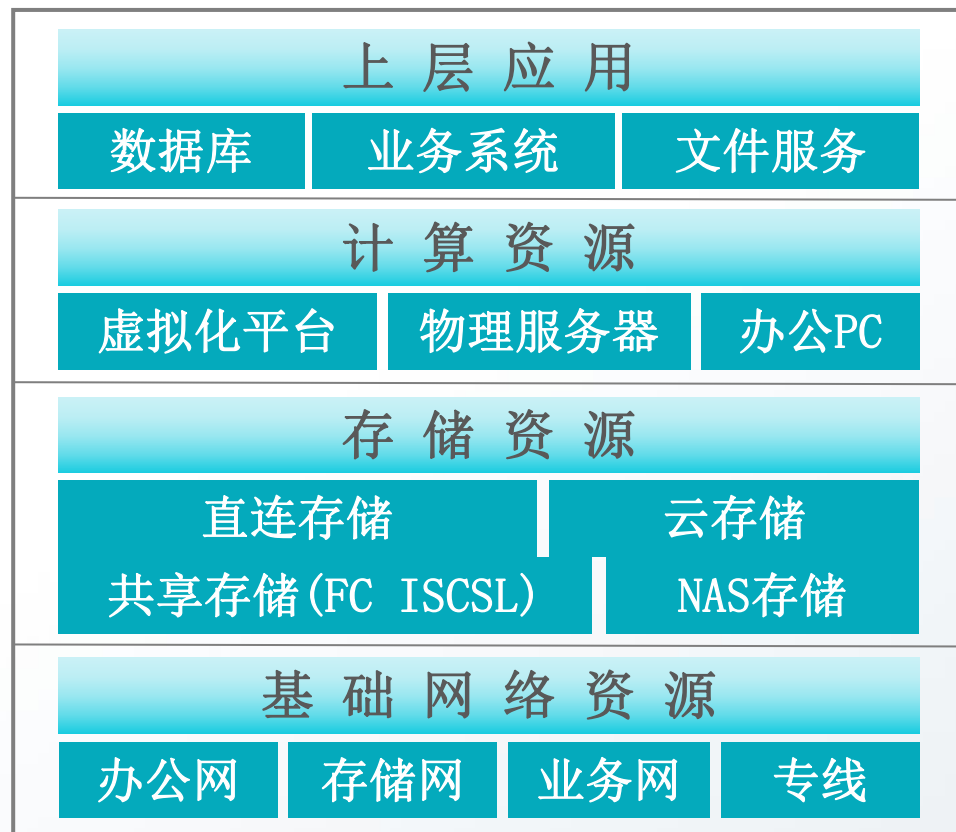 上层应用
数据库 业务系统 文件服务
计算资源
虚拟化平台 物理服务器 办公PC
存储资源
直连存储 云存储
共享存储(FC ISCSL) NAS存储
基础网络资源
办公网 存储网 业务网 专线